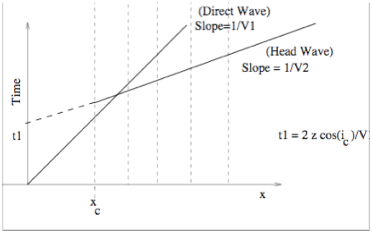 (Direct Wave)
Slope=1/V1
(Head Wave)
Slope = 1/V2
Time
t1
t1 = 2 z cos(i_c)/V1
x_c
x